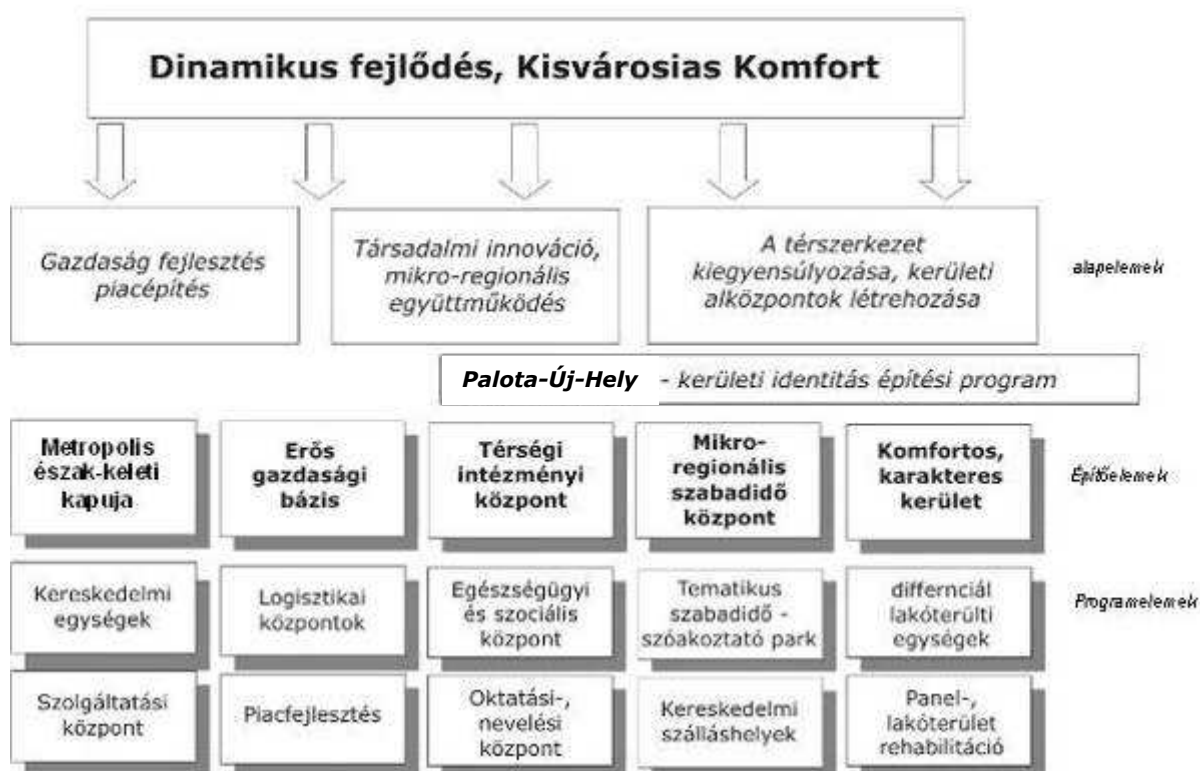 Dinamikus fejlődés, Kisvárosias Komfort
Gazdaság fejlesztés
piacépítés
Társadalmi innováció,
mikro-regionális
együttműködés
A térszerkezet
kiegyensúlyozása, kerületi
alközpontok létrehozása
alapelemek
Palota-Új-Hely - kerületi identitás építési program
Metropolis
észak-keleti
kapuja
Erős
gazdasági
bázis
Térségi
intézményi
központ
Mikro-
regionális
szabadidő
központ
Komfortos,
karakteres
kerület
Építőelemek
Kereskedelmi
egységek
Logisztikai
központok
Egészségügyi
és szociális
központ
Tematikus
szabadidő -
szóakoztató park
differnciál
lakóterülti
egységek
Programelemek
Szolgáltatási
központ
Piacfejlesztés
Oktatási-,
nevelési
központ
Kereskedelmi
szálláshelyek
Panel-,
lakóterület
rehabilitáció